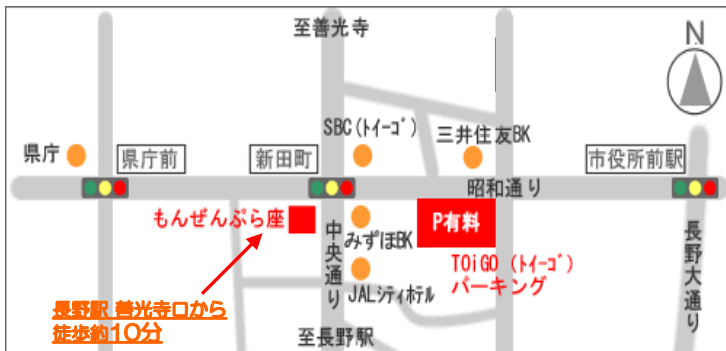 至善光寺
N
SBC(ﾄｲｰｺﾞ)
三井住友BK
県庁
県庁前
新田町
市役所前駅
昭和通り
もんぜんぷら座
中央通り
みずほBK
P有料
TOiGO (ﾄｲｰｺﾞ)
パーキング
JALｼﾃｨﾎﾃﾙ
長野大通り
長野駅 善光寺口から
徒歩約10分
至長野駅